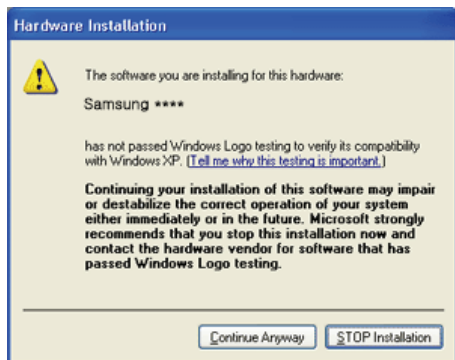 Hardware Installation
The software you are installing for this hardware:
Samsung ****
has not passed Windows Logo testing to verify its compatibility
with Windows XP. (Tell me why this testing is important.)
Continuing your installation of this software may impair
or destabilize the correct operation of your system
either immediately or in the future. Microsoft strongly
recommends that you stop this installation now and
contact the hardware vendor for software that has
passed Windows Logo testing.
Continue Anyway STOP Installation